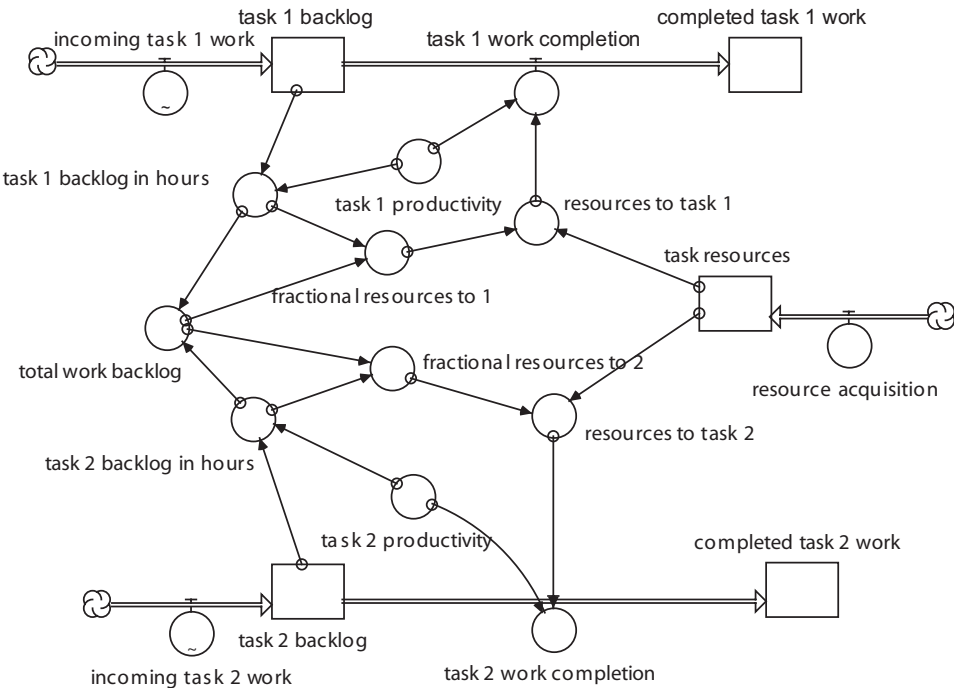 task 1 backlog
completed task 1 work
incoming task 1 work
task 1 work completion
~
task 1 backlog in hours
task 1 productivity
resources to task 1
task resources
fractional resources to 1
fractional resources to 2
total work backlog
resource acquisition
resources to task 2
task 2 backlog in hours
task 2 productivity
completed task 2 work
~
task 2 backlog
incoming task 2 work
task 2 work completion